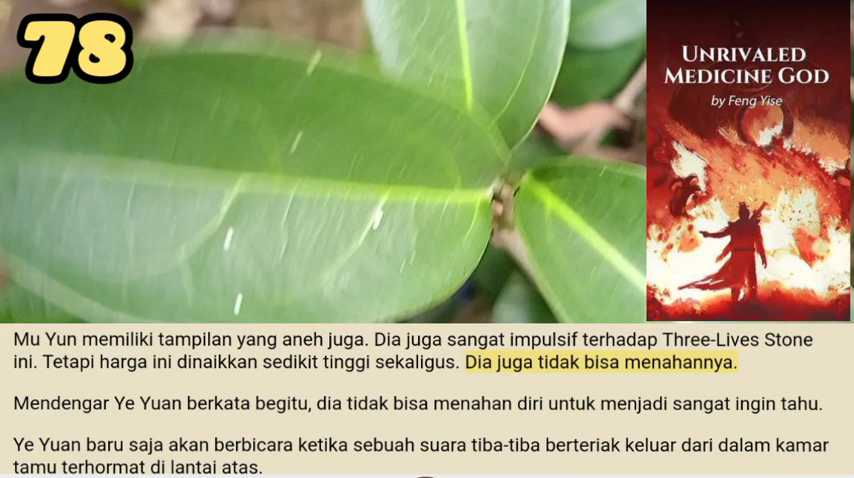 78
UNRIVALED
MEDICINE GOD
by Feng Yise
Mu Yun memiliki tampilan yang aneh juga. Dia juga sangat impulsif terhadap Three-Lives Stone
ini. Tetapi harga ini dinaikkan sedikit tinggi sekaligus. Dia juga tidak bisa menahannya.
Mendengar Ye Yuan berkata begitu, dia tidak bisa menahan diri untuk menjadi sangat ingin tahu.
Ye Yuan baru saja akan berbicara ketika sebuah suara tiba-tiba berteriak keluar dari dalam kamar
tamu terhormat di lantai atas.